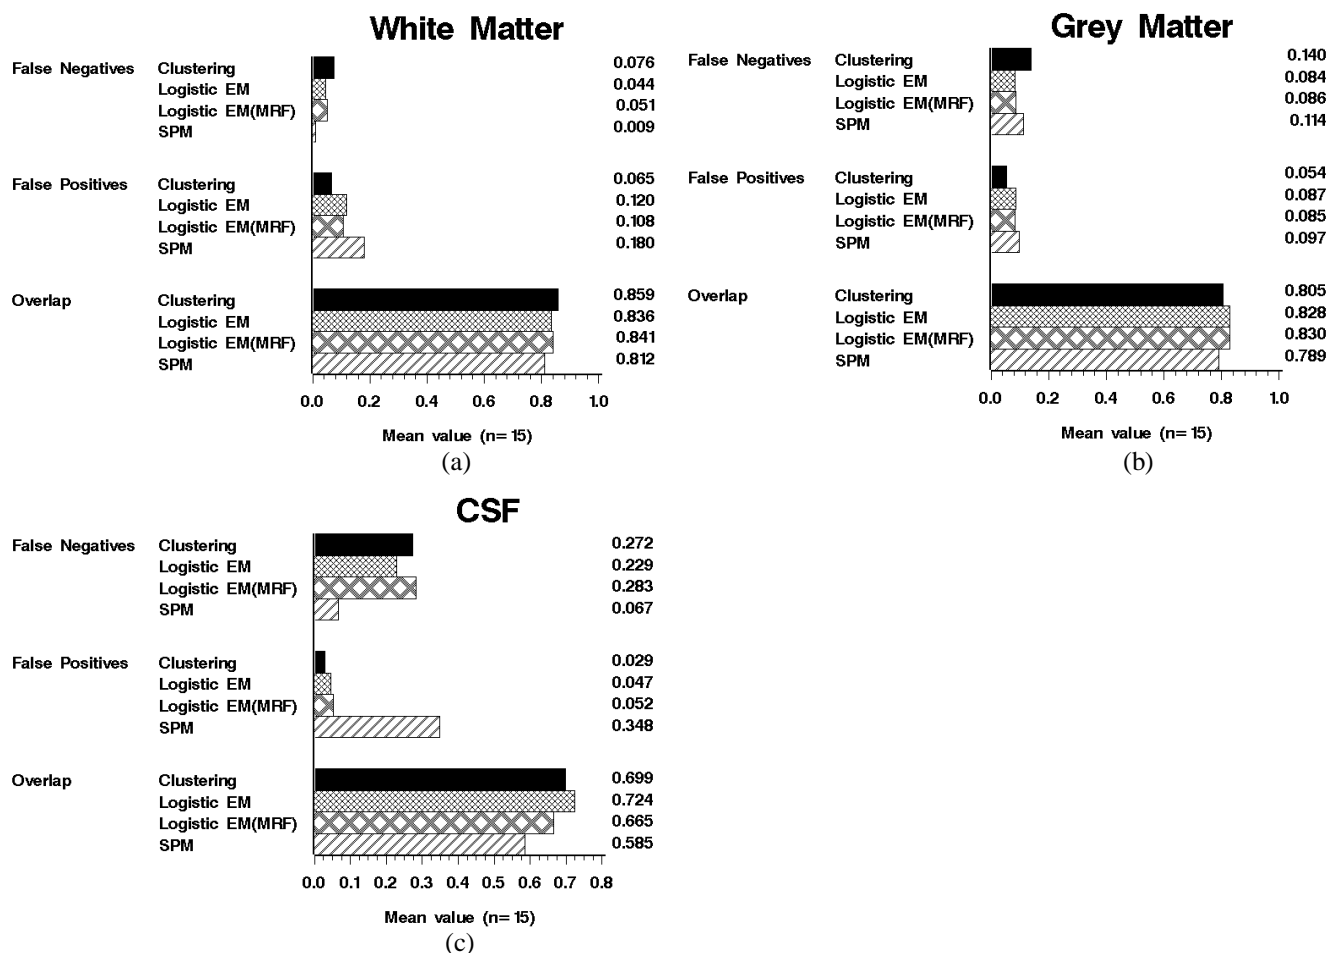 White Matter
False Negatives Clustering 0.076
Logistic EM 0.044
Logistic EM(MRF) 0.051
SPM 0.009
False Positives Clustering 0.065
Logistic EM 0.120
Logistic EM(MRF) 0.108
SPM 0.180
Overlap Clustering 0.859
Logistic EM 0.836
Logistic EM(MRF) 0.841
SPM 0.812
0.0 0.2 0.4 0.6 0.8 1.0
Mean value (n=15)
(a)
Grey Matter
False Negatives Clustering 0.140
Logistic EM 0.084
Logistic EM(MRF) 0.086
SPM 0.114
False Positives Clustering 0.054
Logistic EM 0.087
Logistic EM(MRF) 0.085
SPM 0.097
Overlap Clustering 0.805
Logistic EM 0.828
Logistic EM(MRF) 0.830
SPM 0.789
0.0 0.2 0.4 0.6 0.8 1.0
Mean value (n=15)
(b)
CSF
False Negatives Clustering 0.272
Logistic EM 0.229
Logistic EM(MRF) 0.283
SPM 0.067
False Positives Clustering 0.029
Logistic EM 0.047
Logistic EM(MRF) 0.052
SPM 0.348
Overlap Clustering 0.699
Logistic EM 0.724
Logistic EM(MRF) 0.665
SPM 0.585
0.0 0.1 0.2 0.3 0.4 0.5 0.6 0.7 0.8
Mean value (n=15)
(c)